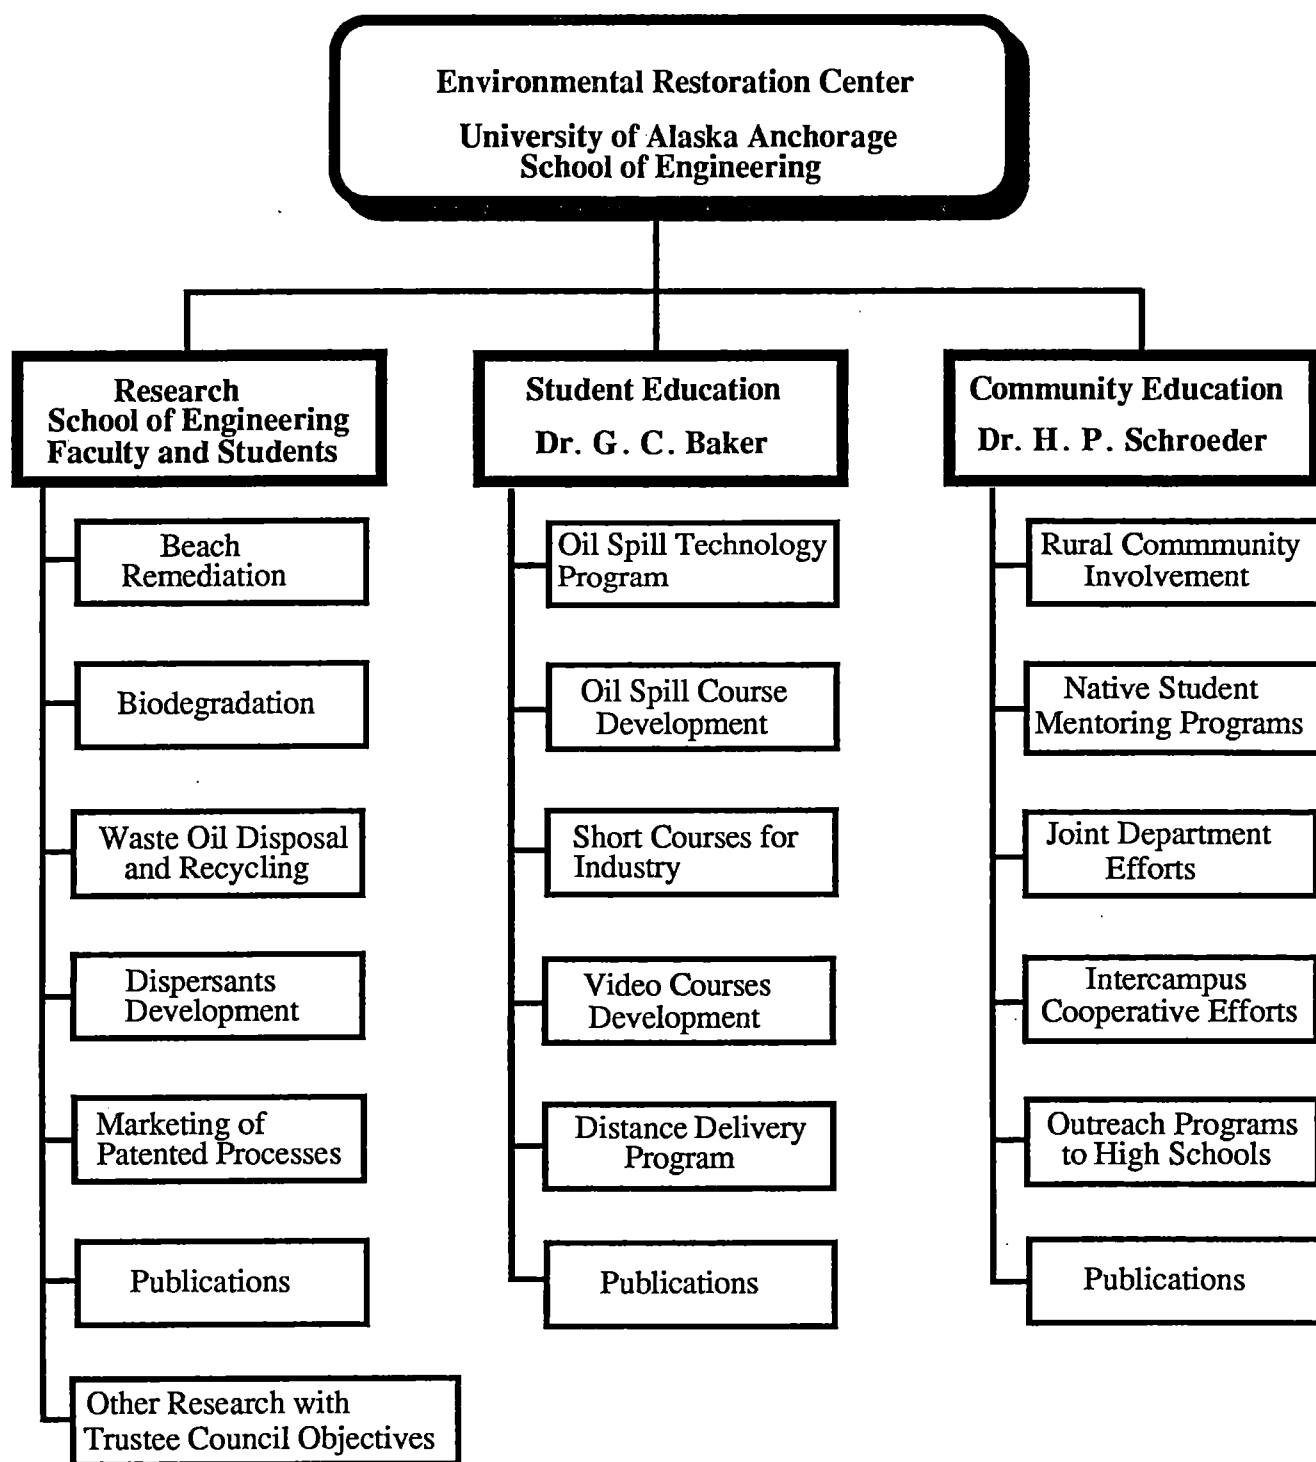 Environmental Restoration Center
University of Alaska Anchorage
School of Engineering
Research
School of Engineering
Faculty and Students
Beach
Remediation
Biodegradation
Waste Oil Disposal
and Recycling
Dispersants
Development
Marketing of
Patented Processes
Publications
Other Research with
Trustee Council Objectives
Student Education
Dr. G. C. Baker
Oil Spill Technology
Program
Oil Spill Course
Development
Short Courses for
Industry
Video Courses
Development
Distance Delivery
Program
Publications
Community Education
Dr. H. P. Schroeder
Rural Commmunity
Involvement
Native Student
Mentoring Programs
Joint Department
Efforts
Intercampus
Cooperative Efforts
Outreach Programs
to High Schools
Publications